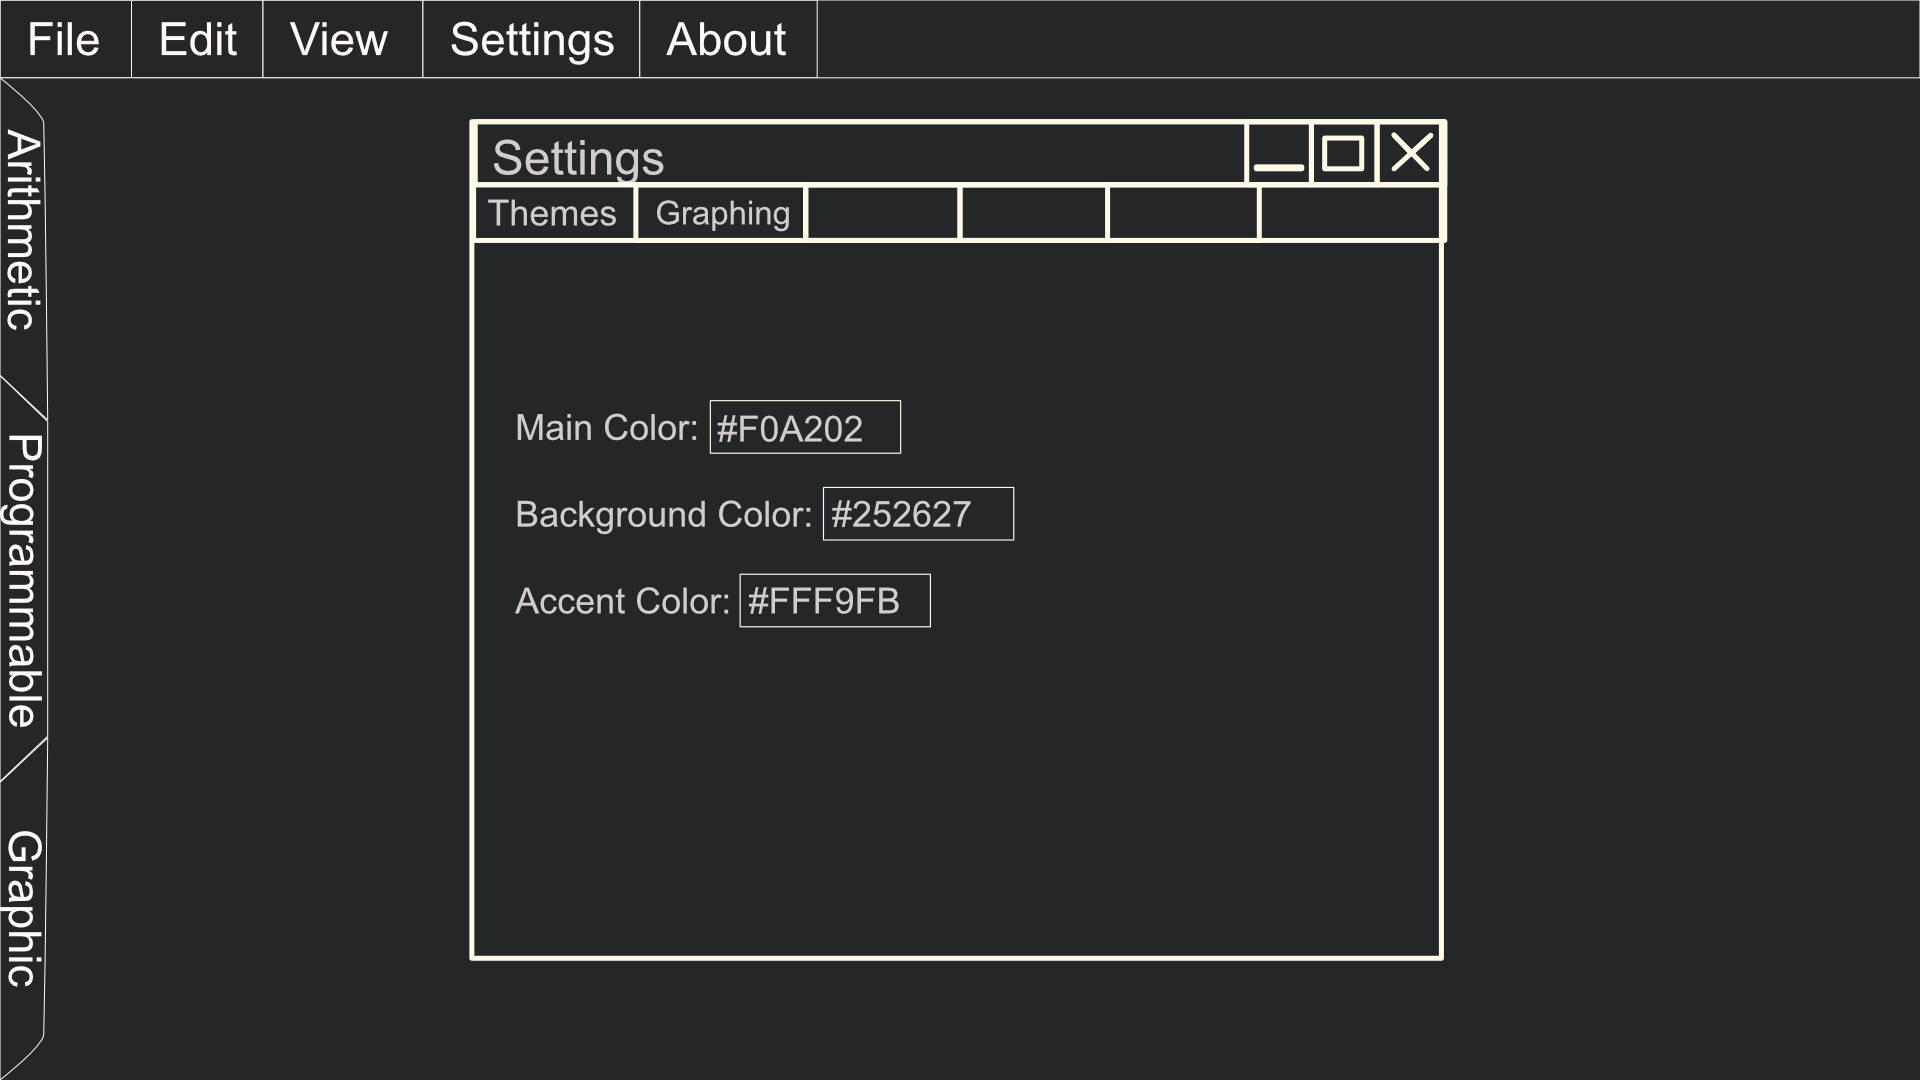 File Edit View Settings About
Arithmetic
Programmable
Graphic
Settings
Themes Graphing
Main Color: #F0A202
Background Color: #252627
Accent Color: #FFF9FB